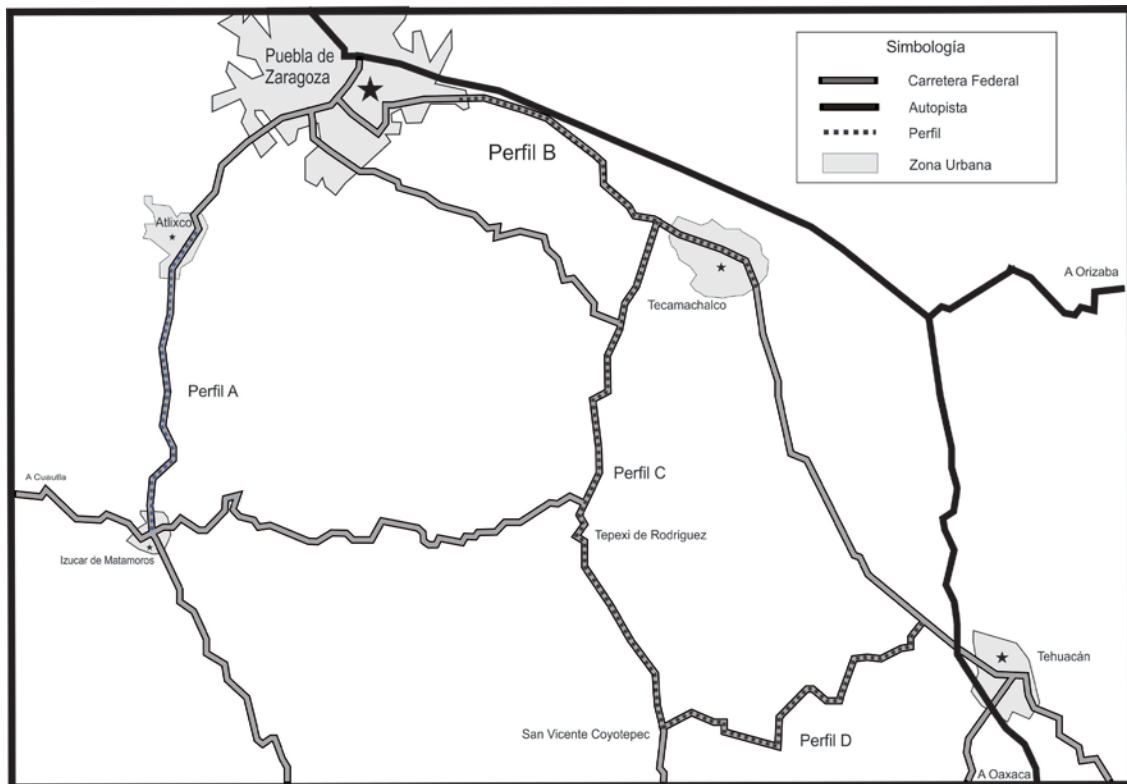 Puebla de
Zaragoza
Simbología
Carretera Federal
Autopista
Perfil
Zona Urbana
Perfil B
Atlixco
A Orizaba
Tecamachalco
Perfil A
Perfil C
A Cuautla
Tepexi de Rodríguez
Izucar de Matamoros
Tehuacán
San Vicente Coyotepec
Perfil D
A Oaxaca